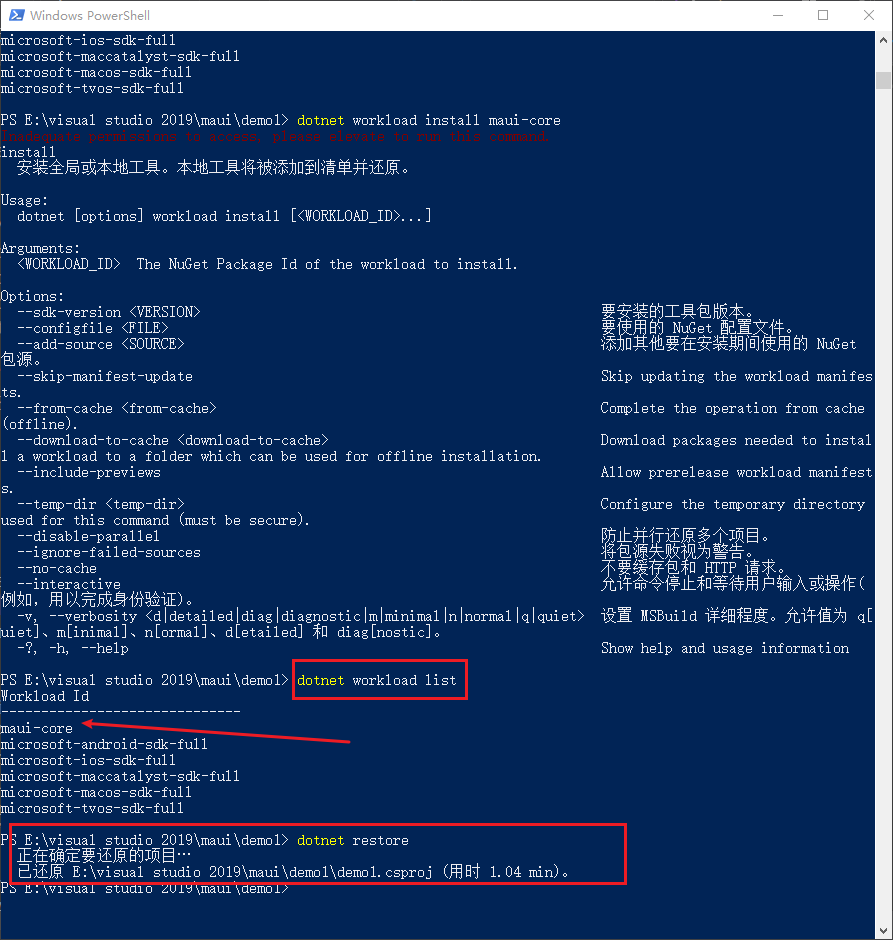 Windows PowerShell
microsoft-ios-sdk-full
microsoft-maccatalyst-sdk-full
microsoft-macos-sdk-full
microsoft-tvos-sdk-full
PS E:\visual studio 2019\maui\demo1> dotnet workload install maui-core
Inadequate permissions to access, please elevate to run this command.
install
安装全局或本地工具。本地工具将被添加到清单并还原。
Usage:
dotnet [options] workload install [<WORKLOAD_ID>...]
Arguments:
<WORKLOAD_ID> The NuGet Package Id of the workload to install.
Options:
--sdk-version <VERSION> 要安装的工具包版本。
--configfile <FILE> 要使用的 NuGet 配置文件。
--add-source <SOURCE> 添加其他要在安装期间使用的 NuGet
包源。
--skip-manifest-update Skip updating the workload manifes
ts.
--from-cache <from-cache> Complete the operation from cache
(offline).
--download-to-cache <download-to-cache> Download packages needed to instal
l a workload to a folder which can be used for offline installation.
--include-previews Allow prerelease workload manifest
s.
--temp-dir <temp-dir> Configure the temporary directory
used for this command (must be secure).
--disable-parallel 防止并行还原多个项目。
--ignore-failed-sources 将包源失败视为警告。
--no-cache 不要缓存包和 HTTP 请求。
--interactive 允许命令停止和等待用户输入或操作(
例如，用以完成身份验证)。
-v, --verbosity <d|detailed|diag|diagnostic|m|minimal|n|normal|q|quiet> 设置 MSBuild 详细程度。允许值为 q[
uiet]、m[inimal]、n[ormal]、d[etailed] 和 diag[nostic]。
-?, -h, --help Show help and usage information
PS E:\visual studio 2019\maui\demo1> dotnet workload list
Workload Id
------------------------------
maui-core
microsoft-android-sdk-full
microsoft-ios-sdk-full
microsoft-maccatalyst-sdk-full
microsoft-macos-sdk-full
microsoft-tvos-sdk-full
PS E:\visual studio 2019\maui\demo1> dotnet restore
正在确定要还原的项目…
已还原 E:\visual studio 2019\maui\demo1\demo1.csproj (用时 1.04 min)。
PS E:\visual studio 2019\maui\demo1>